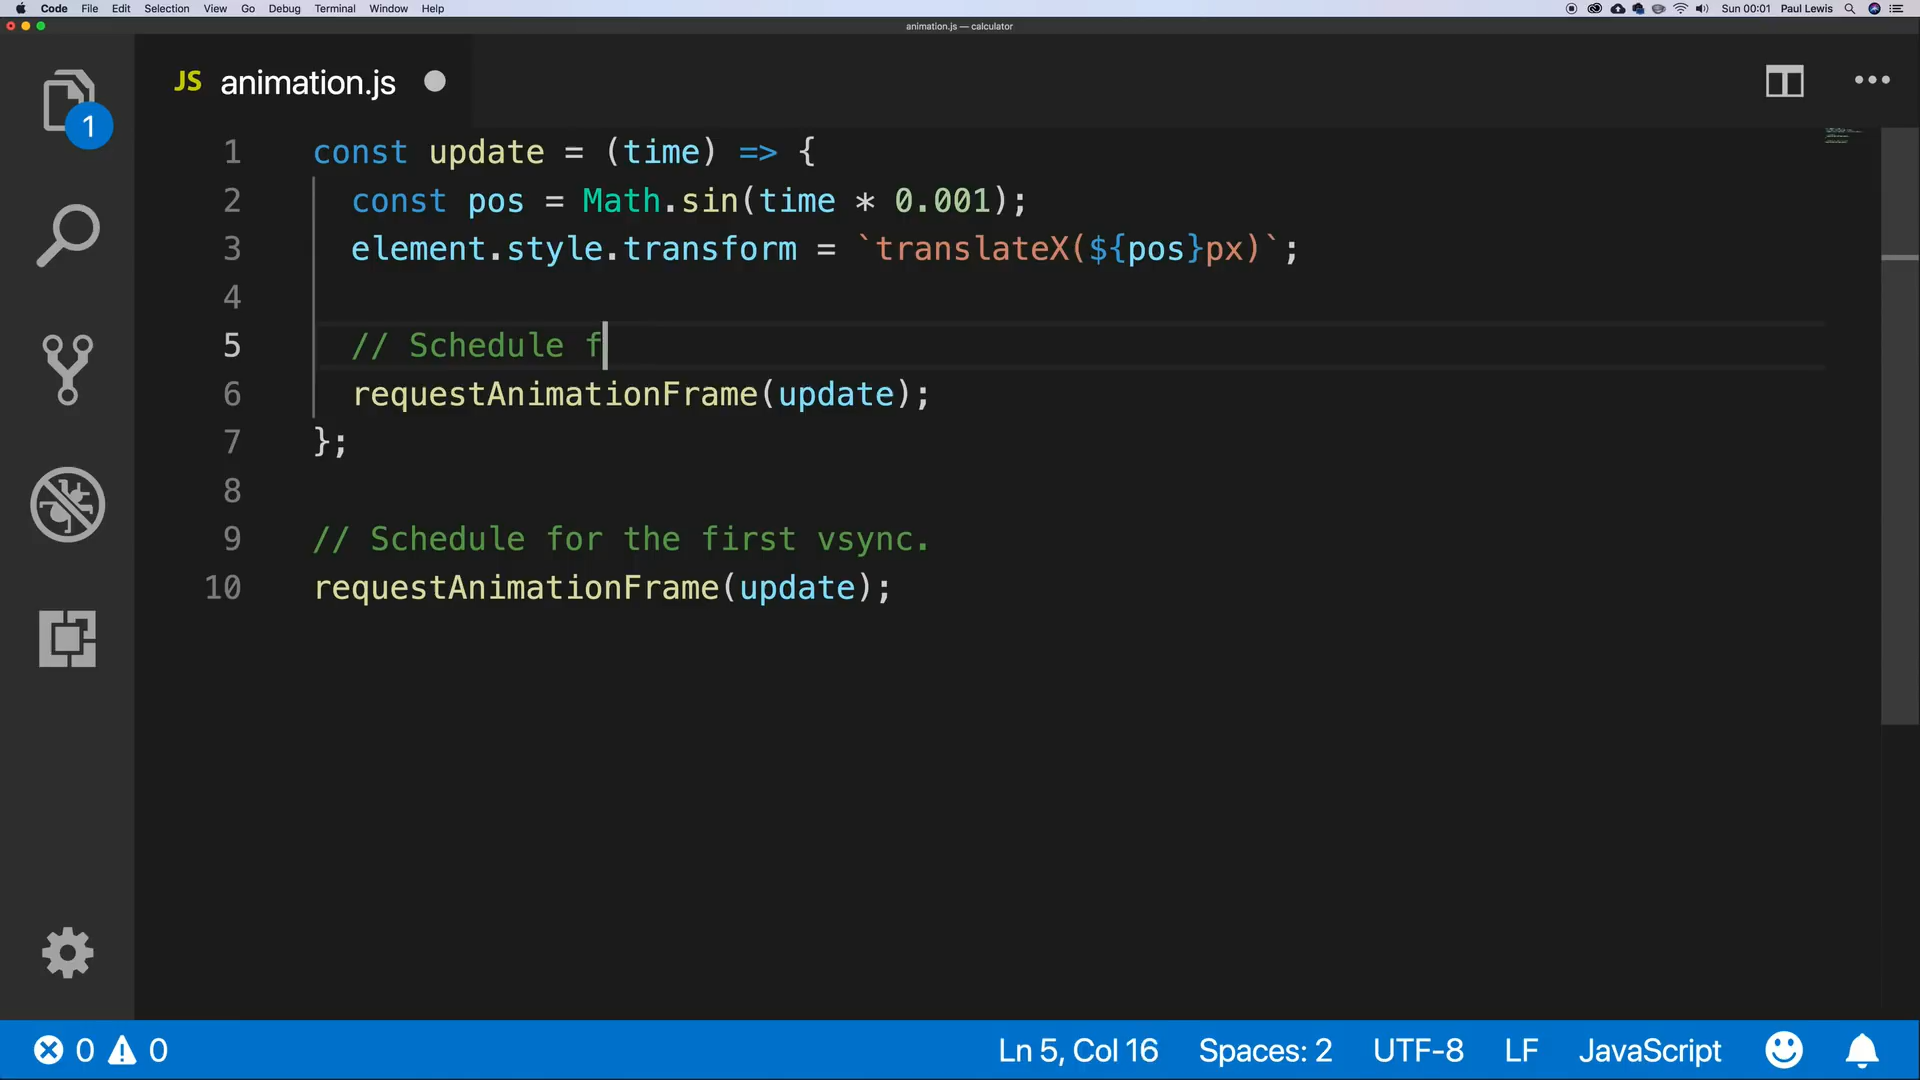 Code File Edit Selection View Go Debug Terminal Window Help Sun 00:01 Paul Lewis
animation.js — calculator
1
JS animation.js
1 const update = (time) => {
2 const pos = Math.sin(time * 0.001);
3 element.style.transform = `translateX(${pos}px)`;
4
5 // Schedule f
6 requestAnimationFrame(update);
7 };
8
9 // Schedule for the first vsync.
10 requestAnimationFrame(update);
0 0 Ln 5, Col 16 Spaces: 2 UTF-8 LF JavaScript